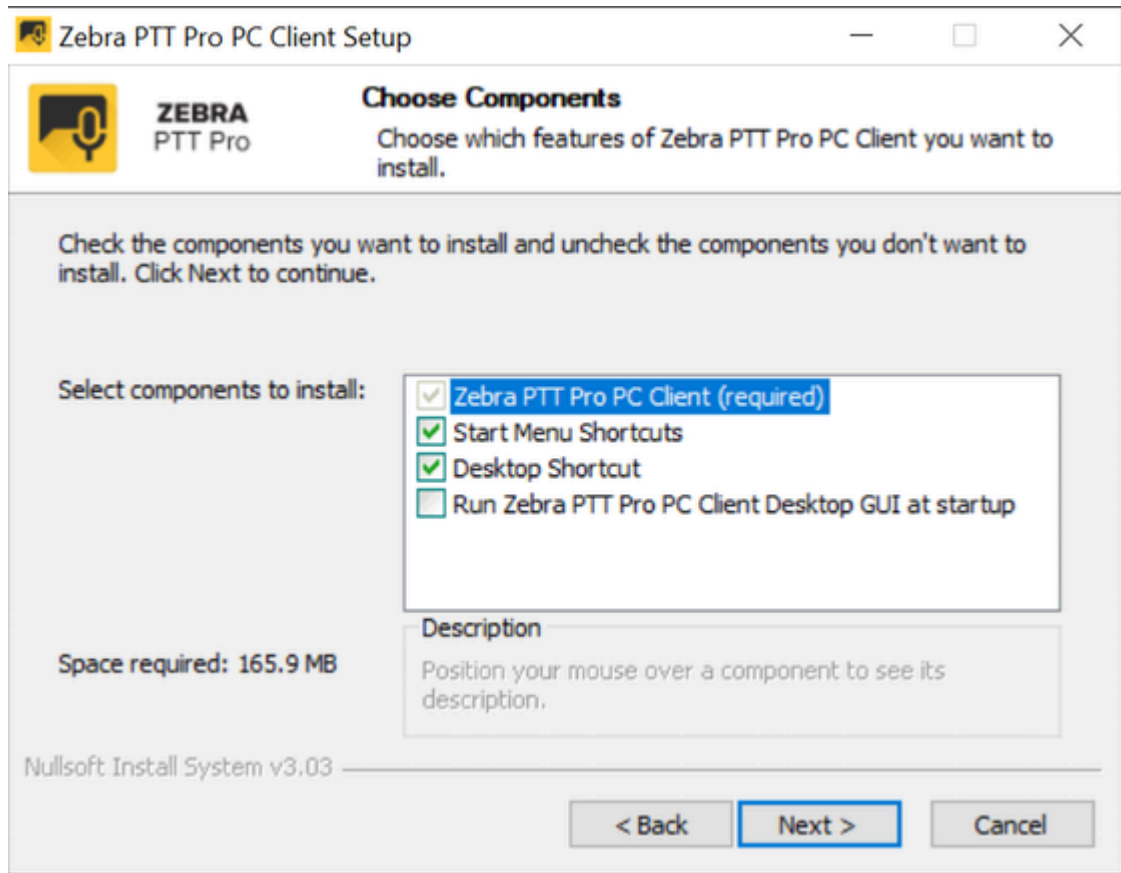 Zebra PTT Pro PC Client Setup
ZEBRA
PTT Pro
Choose Components
Choose which features of Zebra PTT Pro PC Client you want to
install.
Check the components you want to install and uncheck the components you don't want to
install. Click Next to continue.
Select components to install:
Zebra PTT Pro PC Client (required)
Start Menu Shortcuts
Desktop Shortcut
Run Zebra PTT Pro PC Client Desktop GUI at startup
Space required: 165.9 MB
Description
Position your mouse over a component to see its
description.
Nullsoft Install System v3.03
< Back
Next >
Cancel